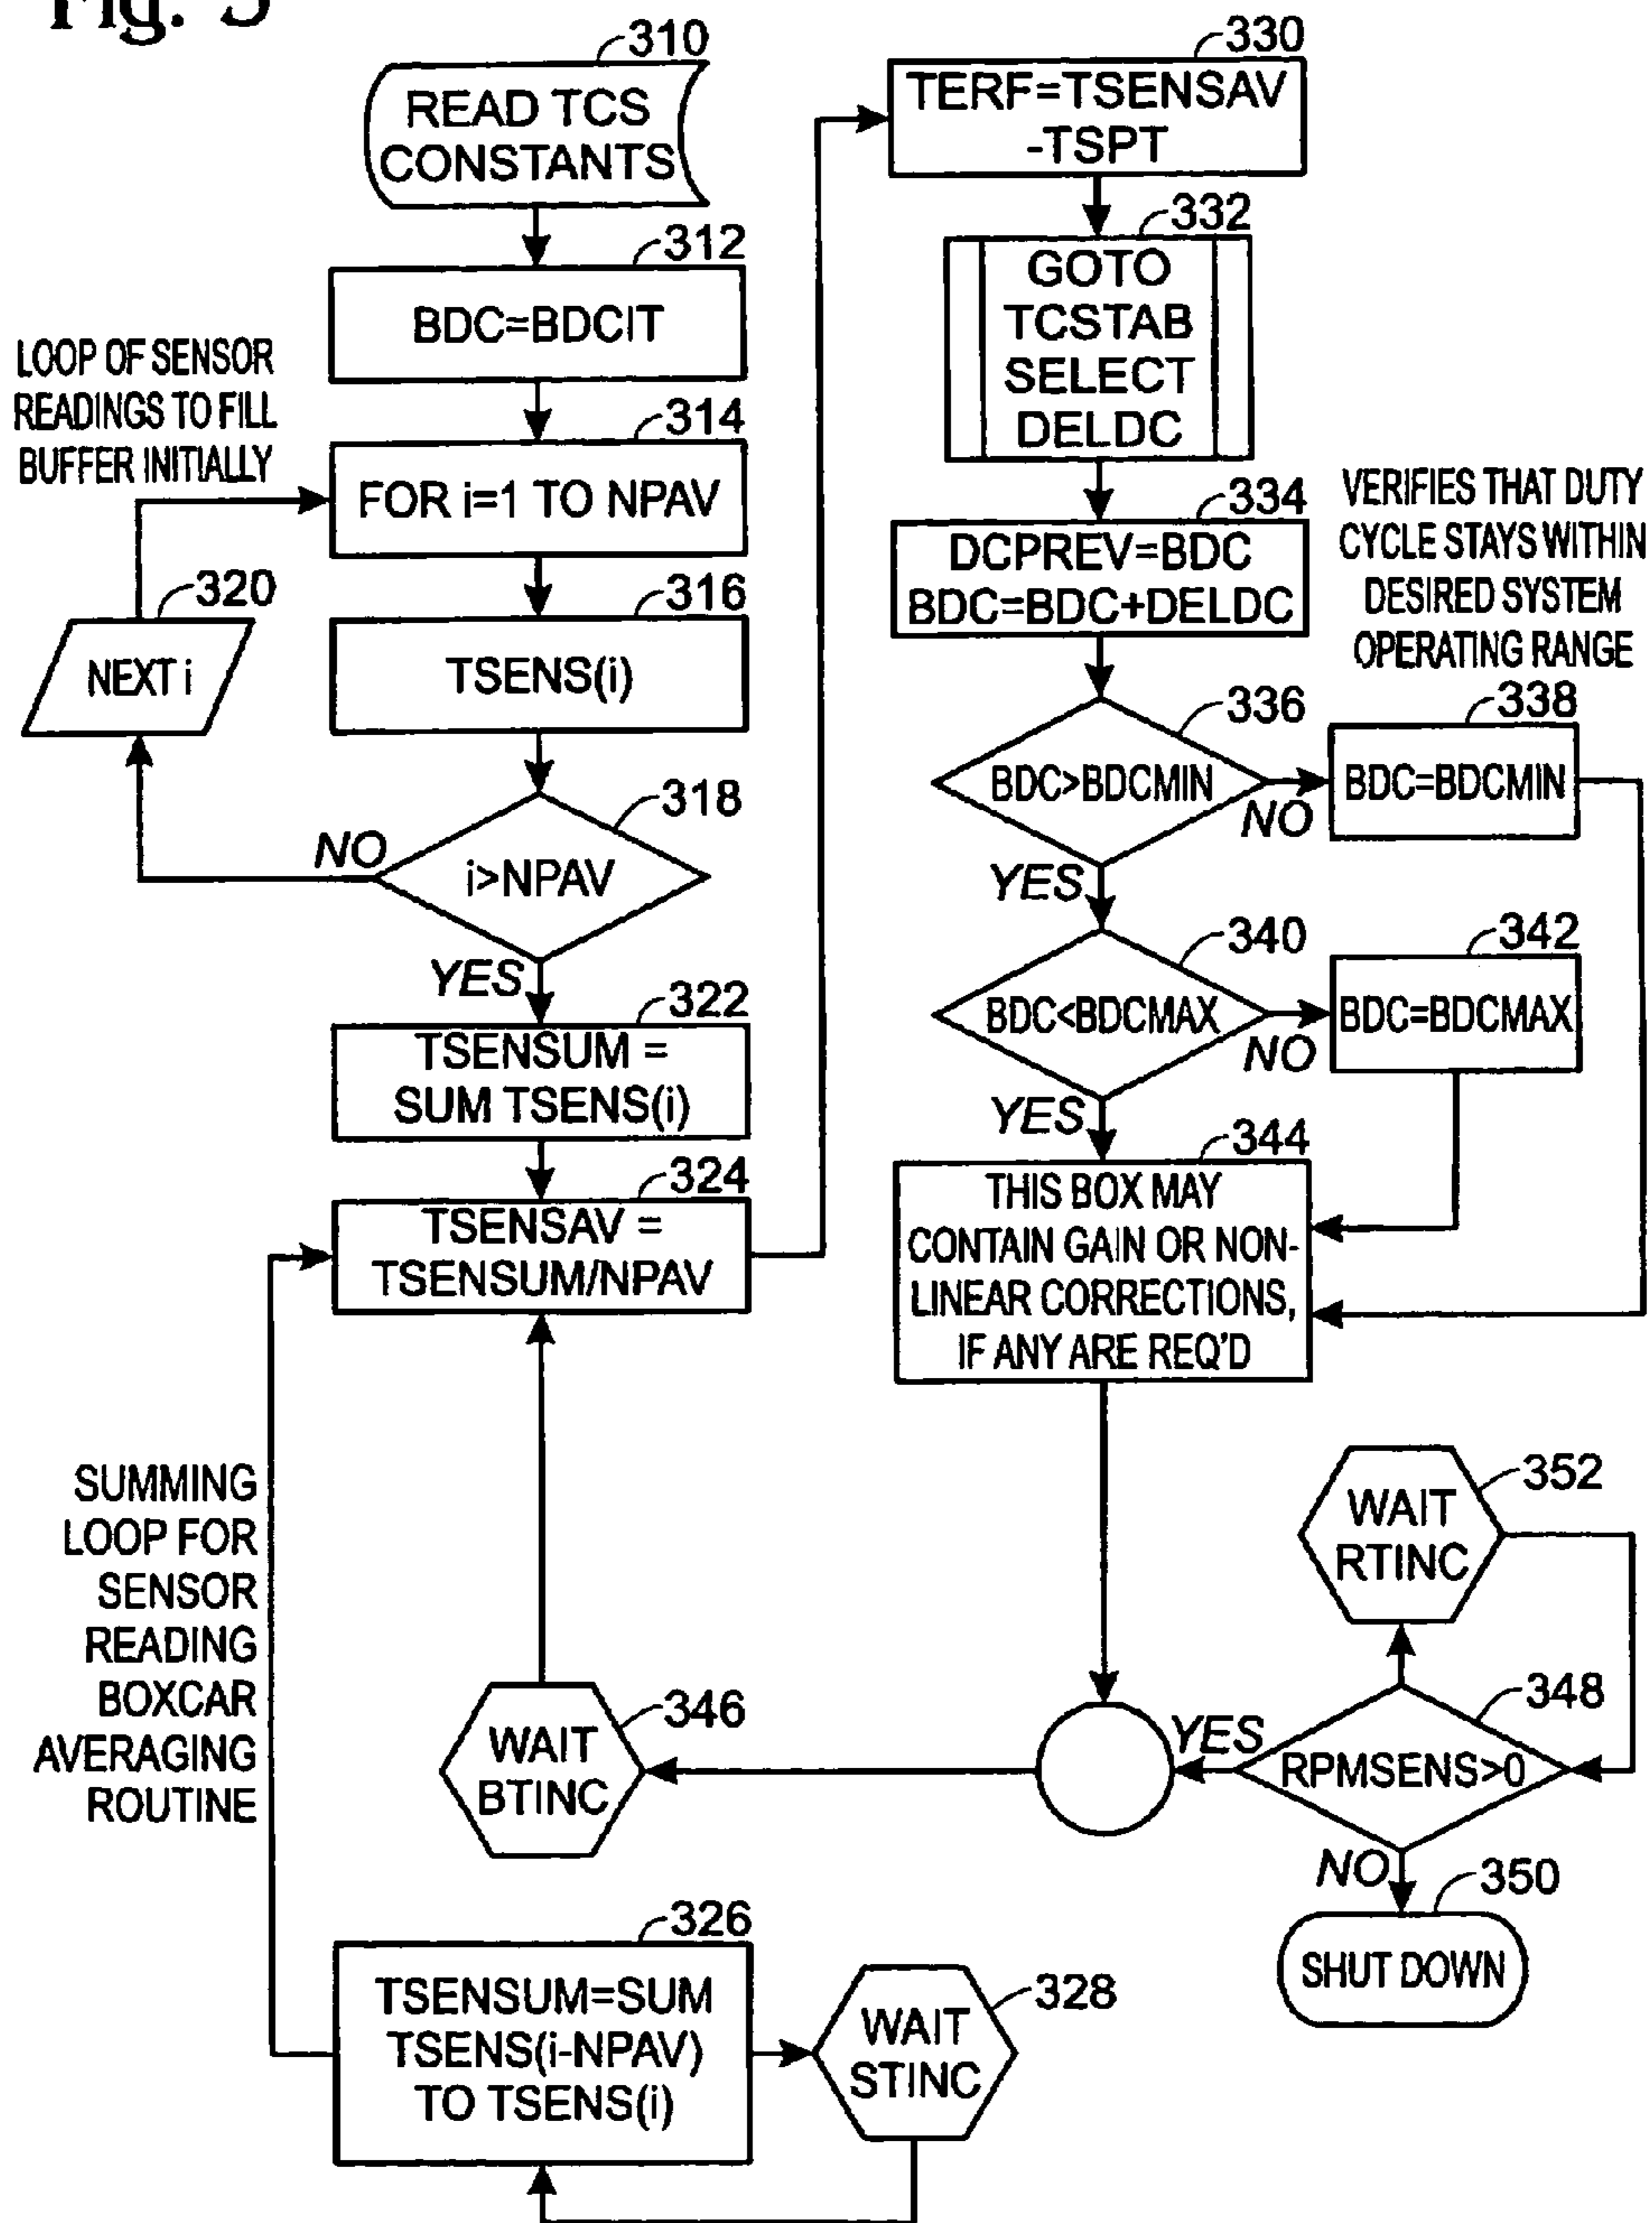 Fig. 3
310
READ TCS
CONSTANTS
312
BDC=BDCIT
LOOP OF SENSOR
READINGS TO FILL
BUFFER INITIALLY
314
FOR i=1 TO NPAV
316
TSENS(i)
320
NEXT i
318
i>NPAV
NO
YES
322
TSENSUM =
SUM TSENS(i)
324
TSENSAV =
TSENSUM/NPAV
330
TERF=TSENSAV
-TSPT
332
GOTO
TCSTAB
SELECT
DELDC
334
DCPREV=BDC
BDC=BDC+DELDC
VERIFIES THAT DUTY
CYCLE STAYS WITHIN
DESIRED SYSTEM
OPERATING RANGE
336
BDC>BDCMIN
NO
338
BDC=BDCMIN
YES
340
BDC<BDCMAX
NO
342
BDC=BDCMAX
YES
344
THIS BOX MAY
CONTAIN GAIN OR NON-
LINEAR CORRECTIONS,
IF ANY ARE REQ'D
352
WAIT
RTINC
348
RPMSENS>0
YES
NO
350
SHUT DOWN
346
WAIT
BTINC
SUMMING
LOOP FOR
SENSOR
READING
BOXCAR
AVERAGING
ROUTINE
326
TSENSUM=SUM
TSENS(i-NPAV)
TO TSENS(i)
328
WAIT
STINC